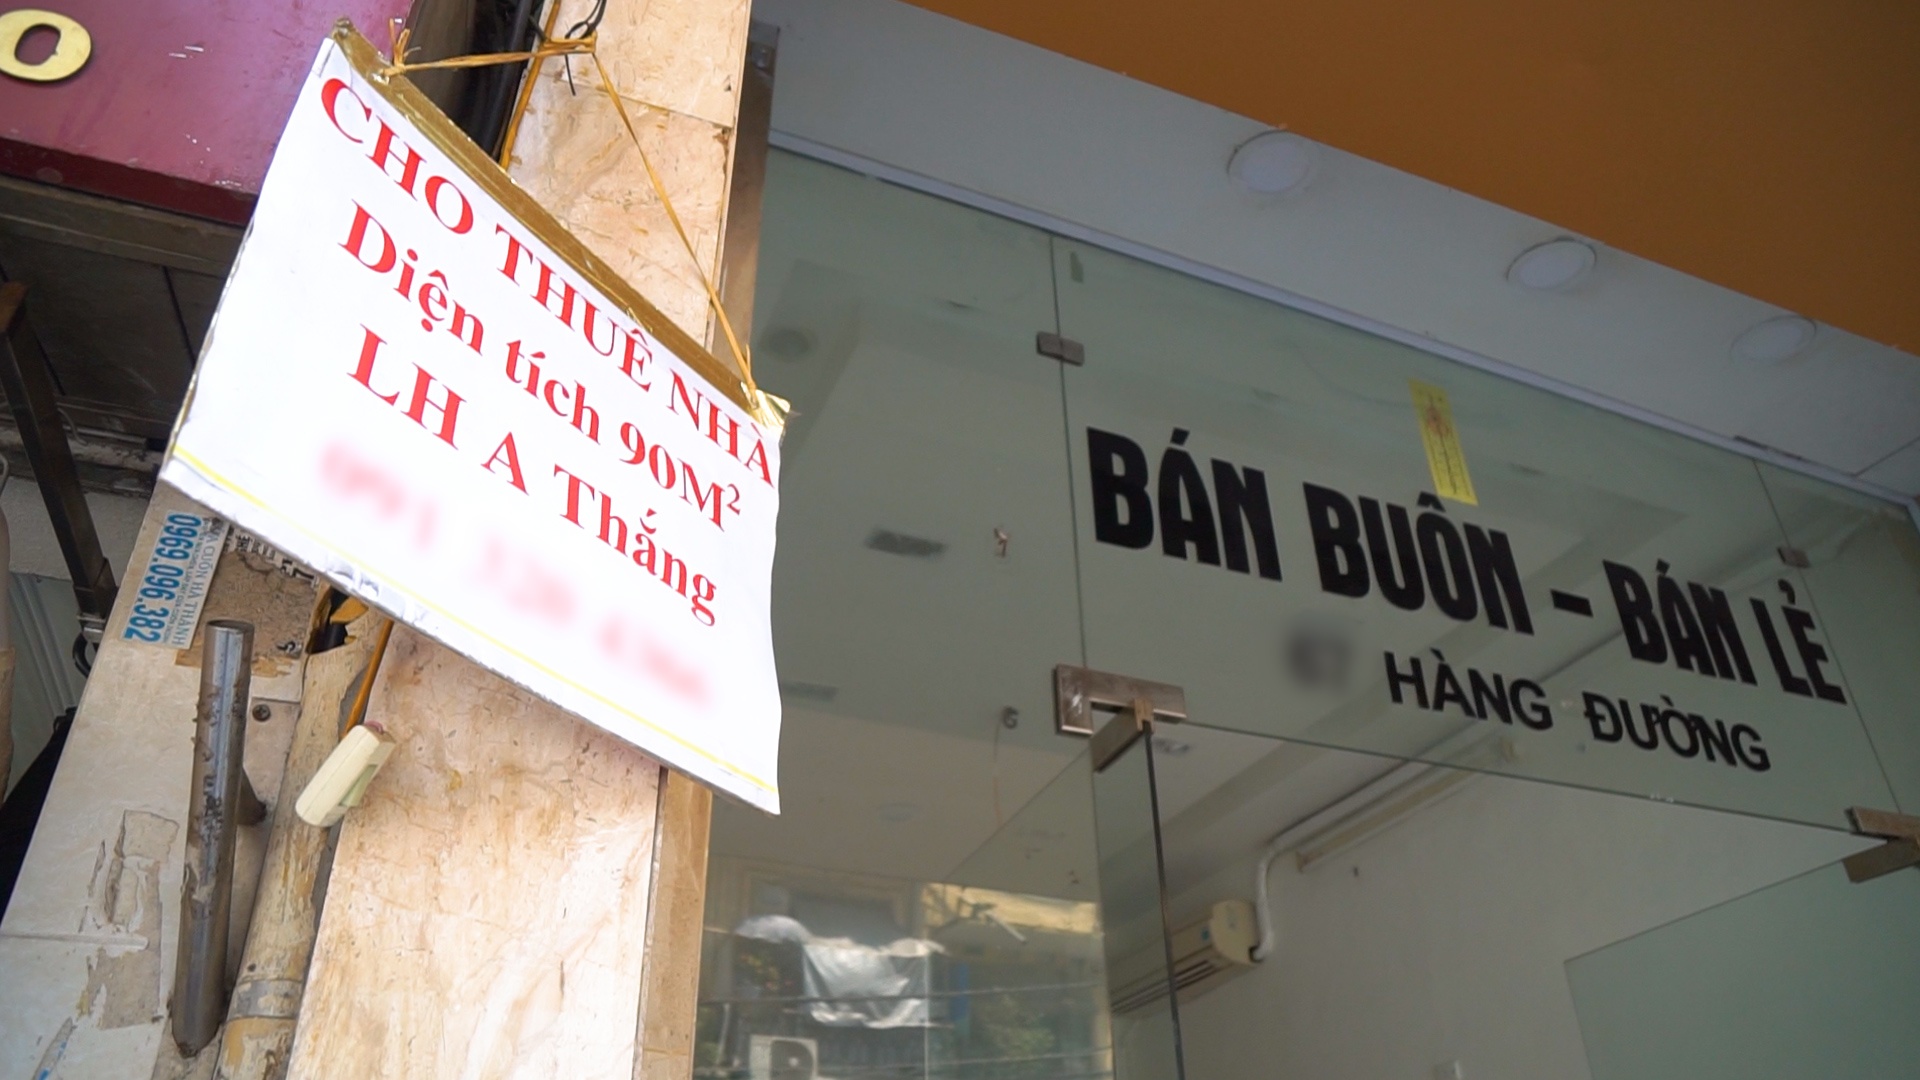 CHO THUÊ NHÀ
Diện tích 90M²
LH A Thắng
0969.096.382
BÁN BUÔN - BÁN LẺ
HÀNG ĐƯỜNG